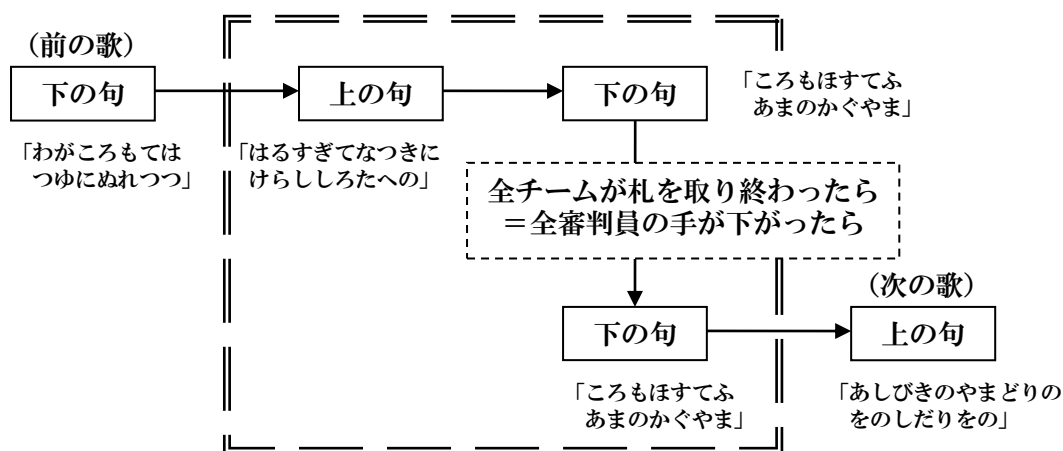 （前の歌）
下の句
「わがころもては
つゆにぬれつつ」
上の句
「はるすぎてなつきに
けらししろたへの」
下の句
「ころもほすてふ
あまのかぐやま」
全チームが札を取り終わったら
＝全審判員の手が下がったら
下の句
「ころもほすてふ
あまのかぐやま」
（次の歌）
上の句
「あしびきのやまどりの
をのしだりをの」